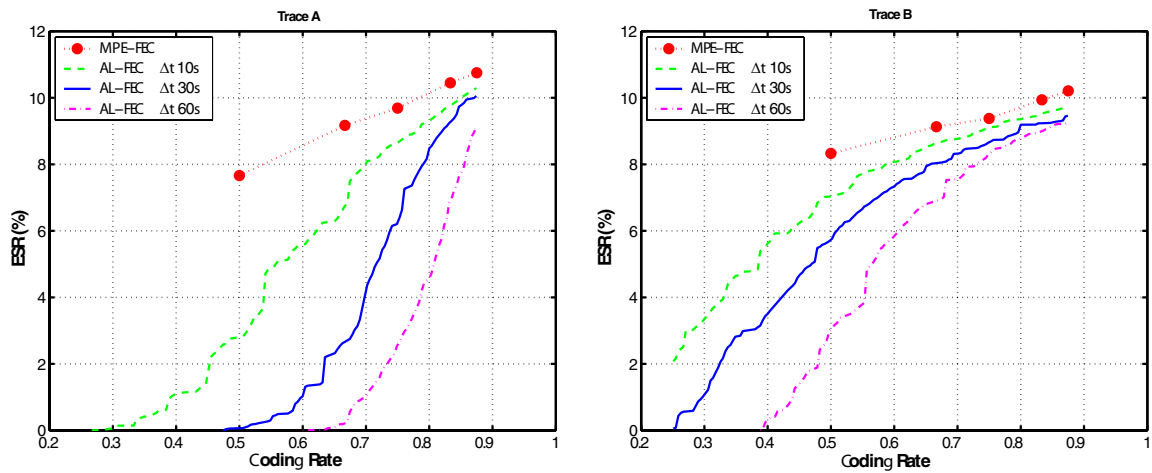 Trace A
12
10
8
6
4
2
0
ESR (%)
MPE−FEC
AL−FEC Δt 10s
AL−FEC Δt 30s
AL−FEC Δt 60s
0.2 0.3 0.4 0.5 0.6 0.7 0.8 0.9 1
Coding Rate
Trace B
12
10
8
6
4
2
0
ESR (%)
MPE−FEC
AL−FEC Δt 10s
AL−FEC Δt 30s
AL−FEC Δt 60s
0.2 0.3 0.4 0.5 0.6 0.7 0.8 0.9 1
Coding Rate